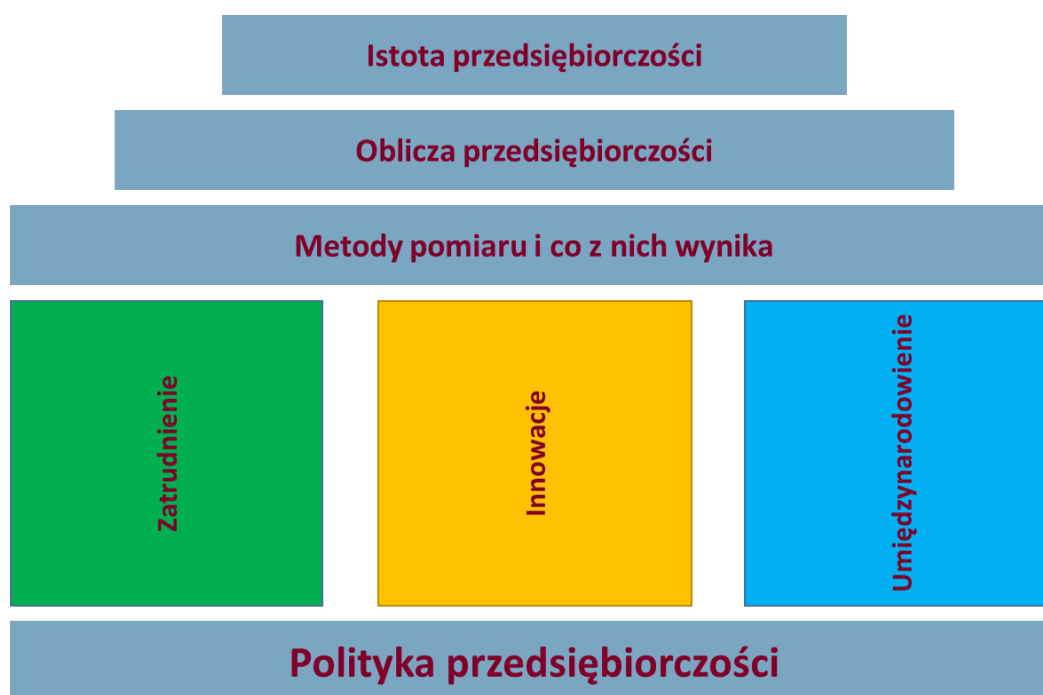 Istota przedsiębiorczości
Oblicza przedsiębiorczości
Metody pomiaru i co z nich wynika
Zatrudnienie
Innowacje
Umiędzynarodowienie
Polityka przedsiębiorczości